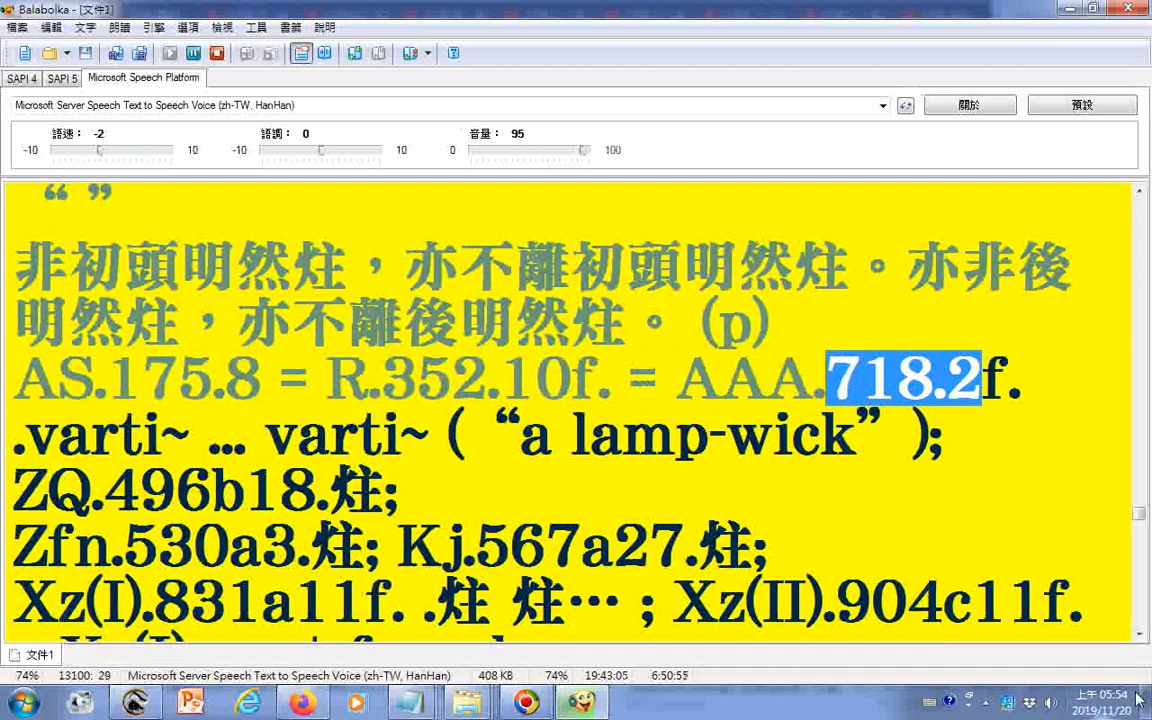 Balabolka - [文件1]
檔案 編輯 文字 朗讀 引擎 選項 檢視 工具 書籤 說明
SAPI 4 SAPI 5 Microsoft Speech Platform
Microsoft Server Speech Text to Speech Voice (zh-TW, HanHan) 關於 預設
語速： -2 語調： 0 音量： 95
-10 10 -10 10 0 100
“ ”
非初頭明然炷，亦不離初頭明然炷。亦非後
明然炷，亦不離後明然炷。 (p)
AS.175.8 = R.352.10f. = AAA.718.2f.
.varti~ ... varti~ ( “a lamp-wick” );
ZQ.496b18.炷;
Zfn.530a3.炷; Kj.567a27.炷;
Xz(I).831a11f. .炷 炷… ; Xz(II).904c11f.
文件1
74% 13100: 29 Microsoft Server Speech Text to Speech Voice (zh-TW, HanHan) 408 KB 74% 19:43:05 6:50:55
上午 05:54
2019/11/20